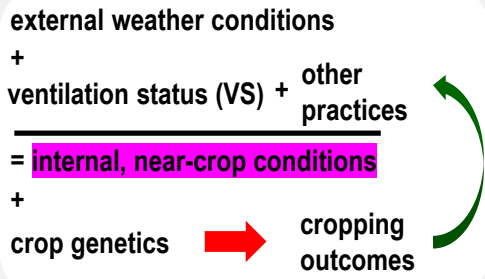 external weather conditions
+
ventilation status (VS) + other practices
= internal, near-crop conditions
+
crop genetics
cropping outcomes